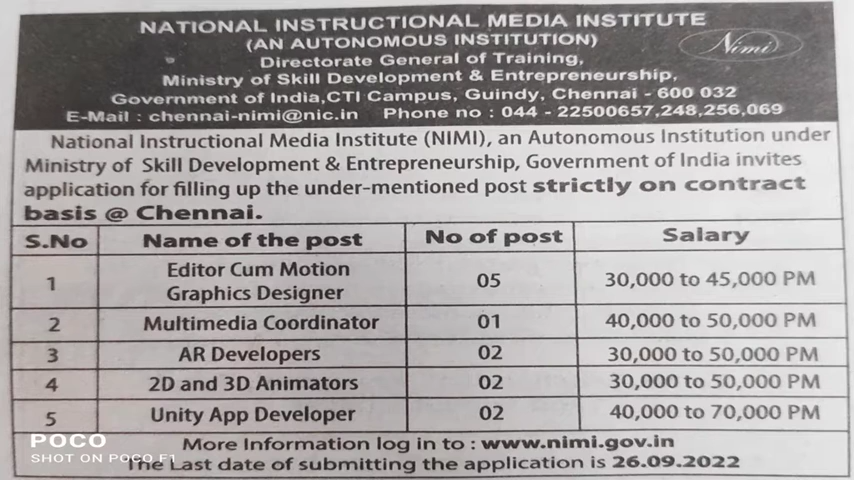 NATIONAL INSTRUCTIONAL MEDIA INSTITUTE
(AN AUTONOMOUS INSTITUTION)
Nimi
Directorate General of Training,
Ministry of Skill Development & Entrepreneurship,
Government of India,CTI Campus, Guindy, Chennai - 600 032
E-Mail : chennai-nimi@nic.in Phone no : 044 - 22500657,248,256,069
National Instructional Media Institute (NIMI), an Autonomous Institution under
Ministry of Skill Development & Entrepreneurship, Government of India invites
application for filling up the under-mentioned post strictly on contract
basis @ Chennai.
S.No Name of the post No of post Salary
1 Editor Cum Motion Graphics Designer 05 30,000 to 45,000 PM
2 Multimedia Coordinator 01 40,000 to 50,000 PM
3 AR Developers 02 30,000 to 50,000 PM
4 2D and 3D Animators 02 30,000 to 50,000 PM
5 Unity App Developer 02 40,000 to 70,000 PM
More Information log in to : www.nimi.gov.in
The Last date of submitting the application is 26.09.2022
POCO
SHOT ON POCO F1